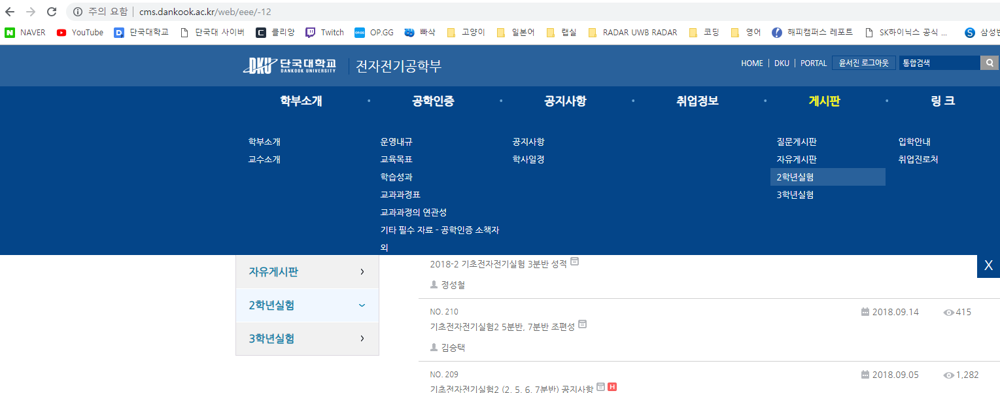 주의 요함 cms.dankook.ac.kr/web/eee/-12
NAVER YouTube 단국대학교 단국대 사이버 클리앙 Twitch OP.GG 빠삭 고양이 일본어 랩실 RADAR UWB RADAR 코딩 영어 해피캠퍼스 레포트 SK하이닉스 공식 ...
DKU 단국대학교 DANKOOK UNIVERSITY 전자전기공학부 HOME DKU PORTAL 윤서진 로그아웃 통합검색
학부소개 공학인증 공지사항 취업정보 게시판 링 크
학부소개 운영내규 공지사항 질문게시판 입학안내
교수소개 교육목표 학사일정 자유게시판 취업진로처
학습성과 2학년실험
교과과정표 3학년실험
교과과정의 연관성
기타 필수 자료 - 공학인증 소책자
외
자유게시판
2학년실험
3학년실험
X
2018-2 기초전자전기실험 3분반 성적
정성철
NO. 210 2018.09.14 415
기초전자전기실험2 5분반, 7분반 조편성
김승택
NO. 209 2018.09.05 1,282
기초전자전기실험2 (2, 5, 6, 7분반) 공지사항 H